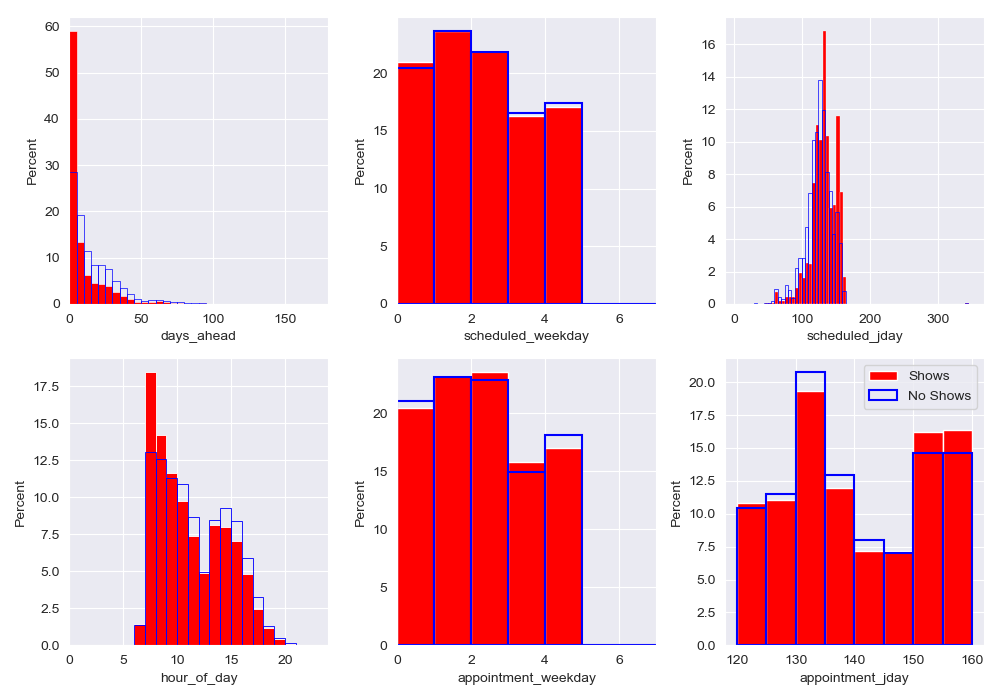 60
50
40
30
20
10
0
Percent
0 50 100 150
days_ahead
20
15
10
5
0
Percent
0 2 4 6
scheduled_weekday
16
14
12
10
8
6
4
2
0
Percent
0 100 200 300
scheduled_jday
17.5
15.0
12.5
10.0
7.5
5.0
2.5
0.0
Percent
0 5 10 15 20
hour_of_day
20
15
10
5
0
Percent
0 2 4 6
appointment_weekday
20.0
17.5
15.0
12.5
10.0
7.5
5.0
2.5
0.0
Percent
Shows
No Shows
120 130 140 150 160
appointment_jday